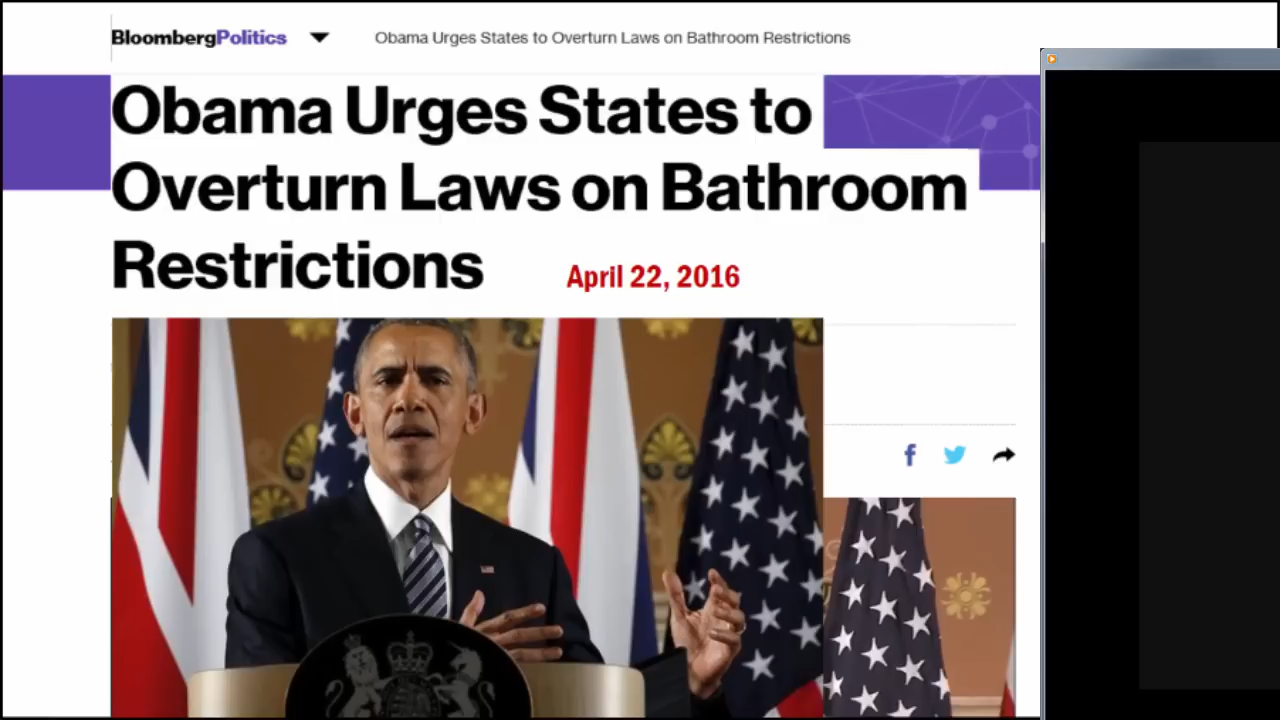 BloombergPolitics
Obama Urges States to Overturn Laws on Bathroom Restrictions
Obama Urges States to
Overturn Laws on Bathroom
Restrictions
April 22, 2016